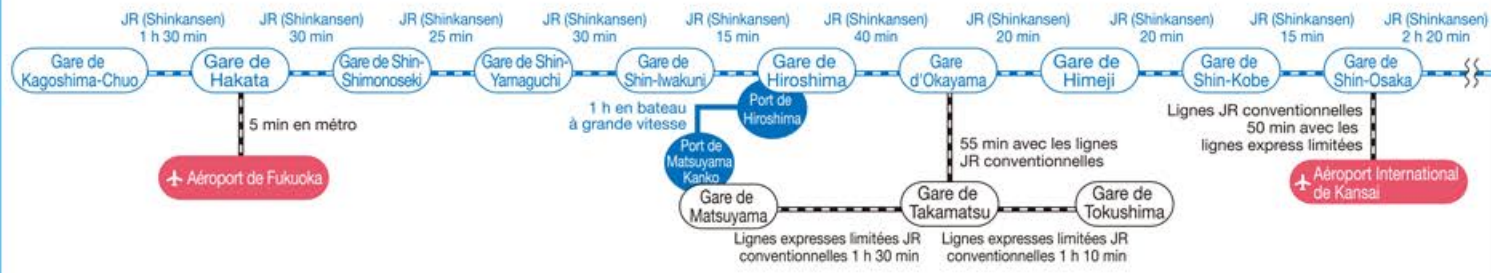 JR (Shinkansen)
1 h 30 min
JR (Shinkansen)
30 min
JR (Shinkansen)
25 min
JR (Shinkansen)
30 min
JR (Shinkansen)
15 min
JR (Shinkansen)
40 min
JR (Shinkansen)
20 min
JR (Shinkansen)
20 min
JR (Shinkansen)
15 min
JR (Shinkansen)
2 h 20 min
Gare de
Kagoshima-Chuo
Gare de
Hakata
Gare de Shin-
Shimonoseki
Gare de Shin-
Yamaguchi
Gare de
Shin-Iwakuni
Gare de
Hiroshima
Gare
d'Okayama
Gare de
Himeji
Gare de
Shin-Kobe
Gare de
Shin-Osaka
5 min en métro
Aéroport de Fukuoka
1 h en bateau
à grande vitesse
Port de
Hiroshima
Port de
Matsuyama
Kanko
55 min avec les lignes
JR conventionnelles
Lignes JR conventionnelles
50 min avec les
lignes express limitées
Aéroport International
de Kansai
Gare de
Matsuyama
Gare de
Takamatsu
Gare de
Tokushima
Lignes expresses limitées JR
conventionnelles 1 h 30 min
Lignes expresses limitées JR
conventionnelles 1 h 10 min